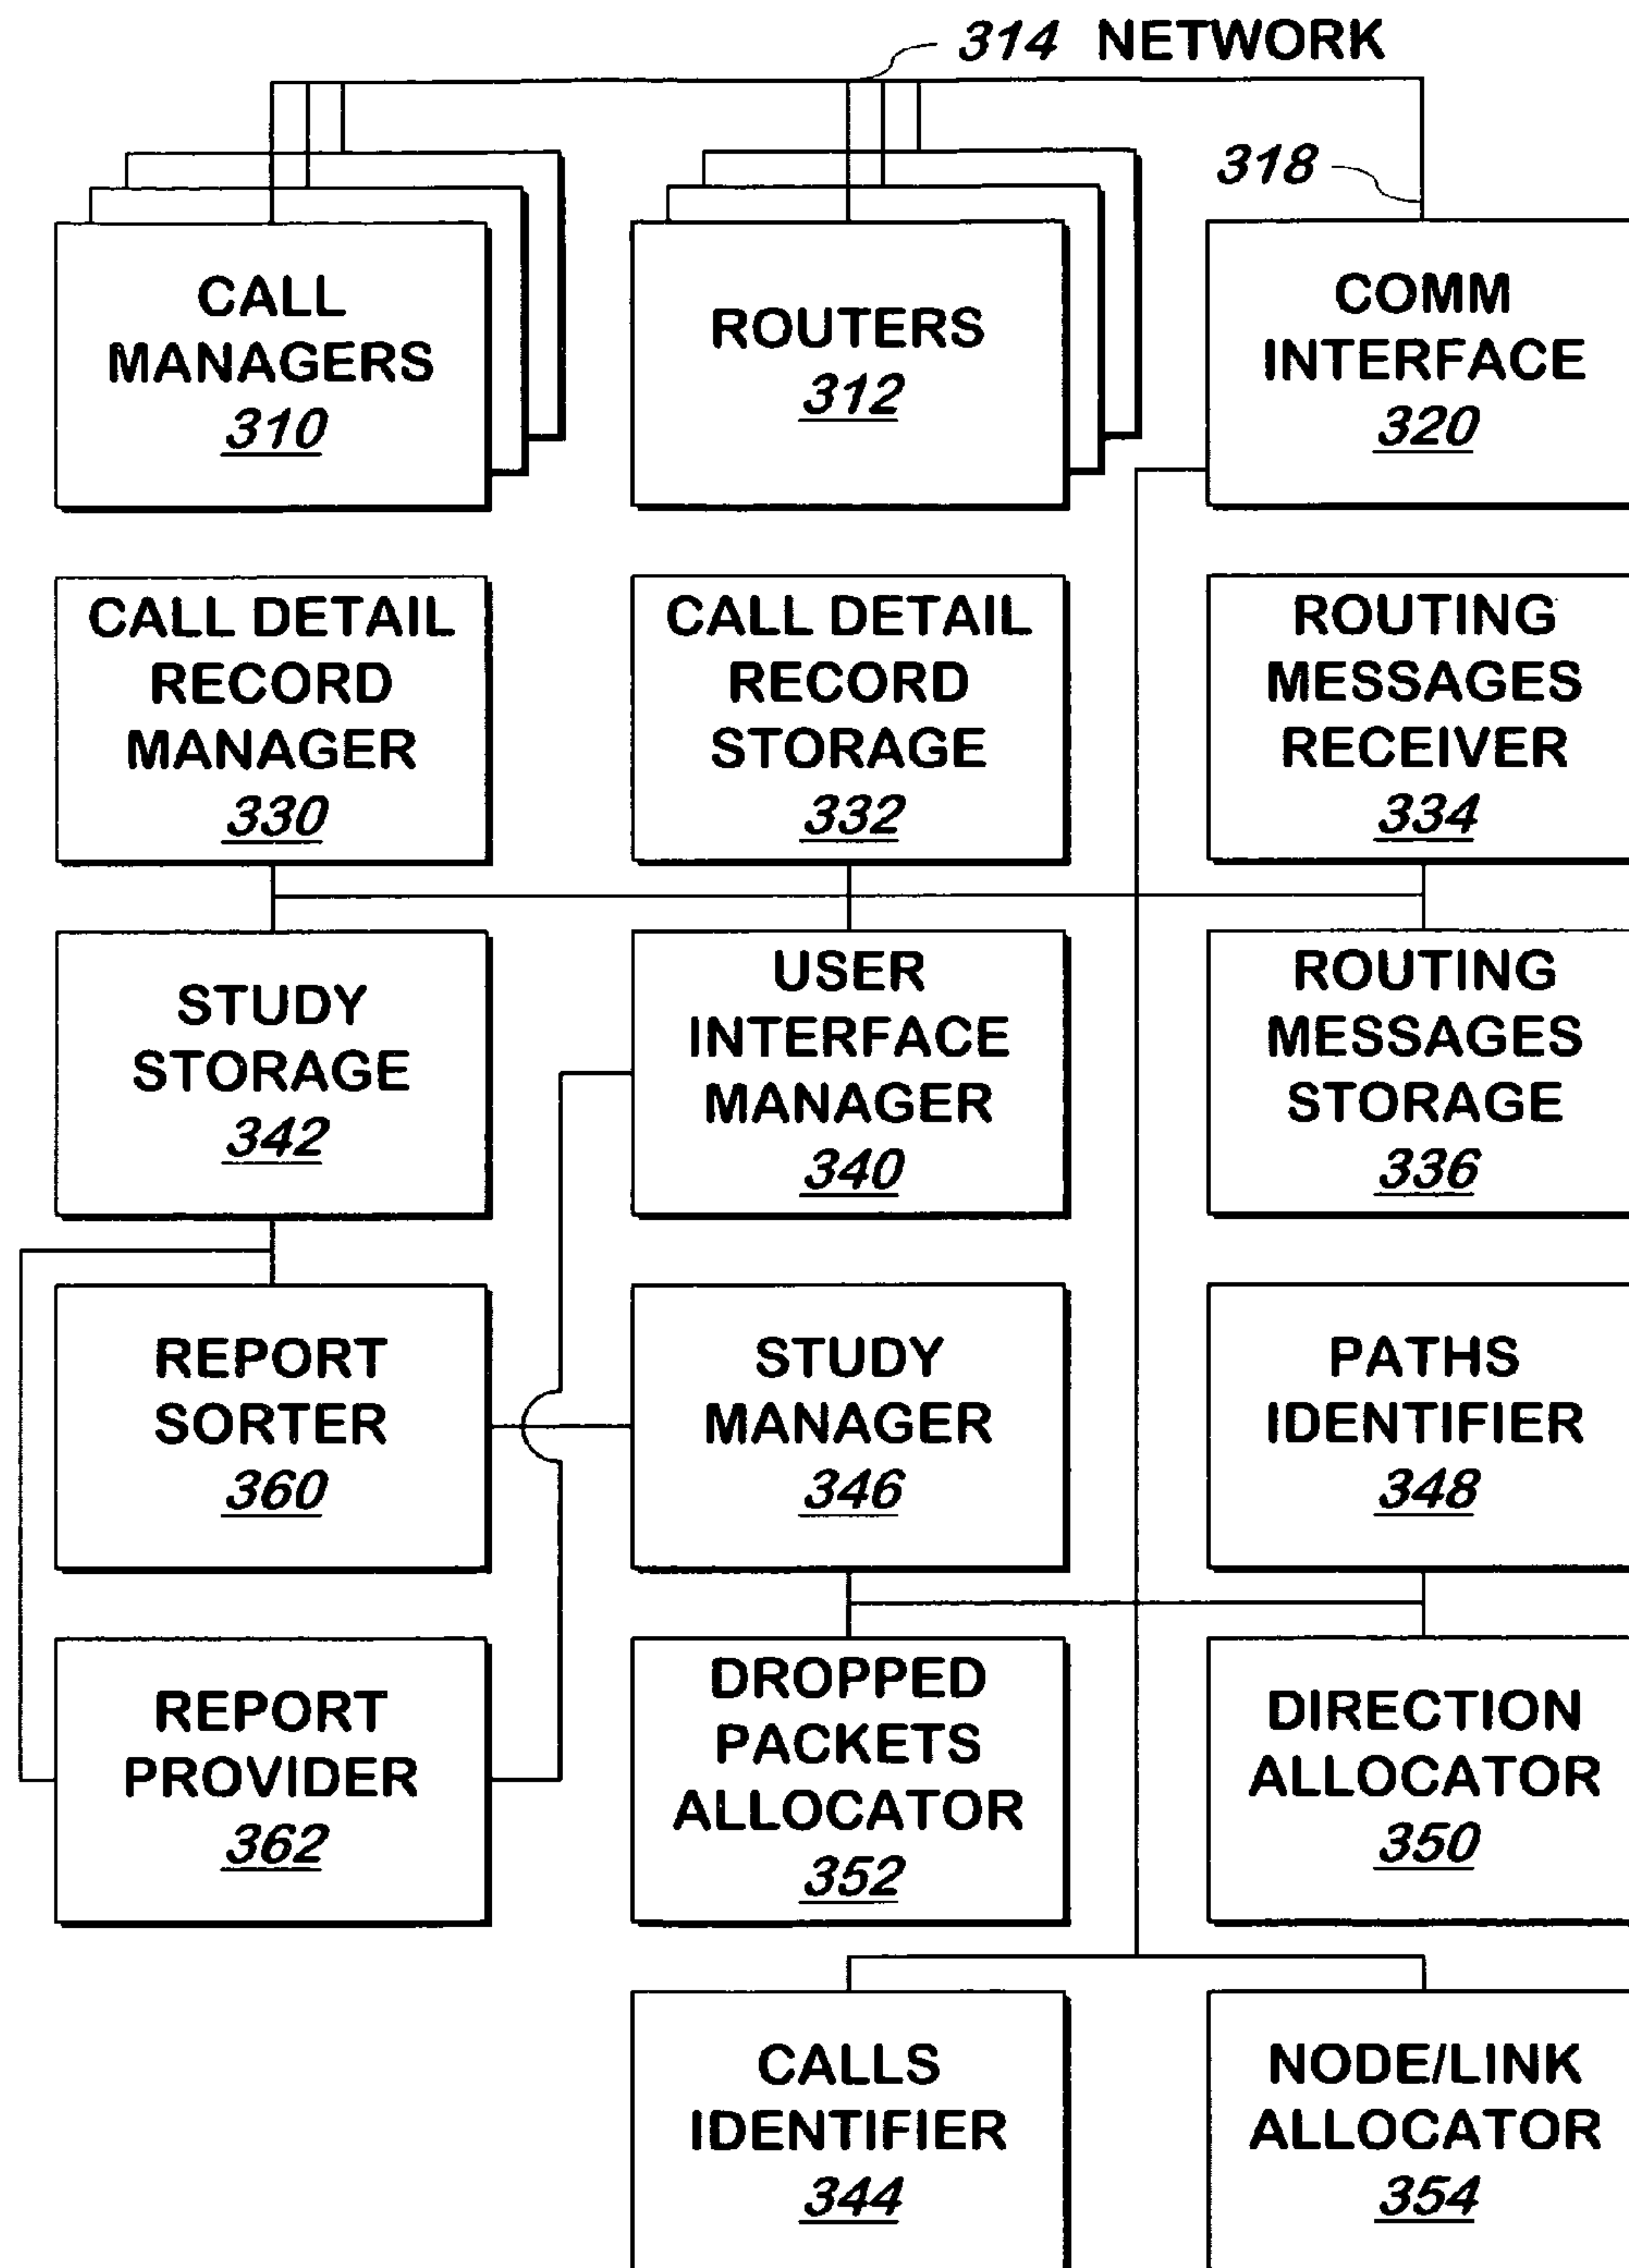 314 NETWORK
318
CALL
MANAGERS
310
ROUTERS
312
COMM
INTERFACE
320
CALL DETAIL
RECORD
MANAGER
330
CALL DETAIL
RECORD
STORAGE
332
ROUTING
MESSAGES
RECEIVER
334
STUDY
STORAGE
342
USER
INTERFACE
MANAGER
340
ROUTING
MESSAGES
STORAGE
336
REPORT
SORTER
360
STUDY
MANAGER
346
PATHS
IDENTIFIER
348
REPORT
PROVIDER
362
DROPPED
PACKETS
ALLOCATOR
352
DIRECTION
ALLOCATOR
350
CALLS
IDENTIFIER
344
NODE/LINK
ALLOCATOR
354